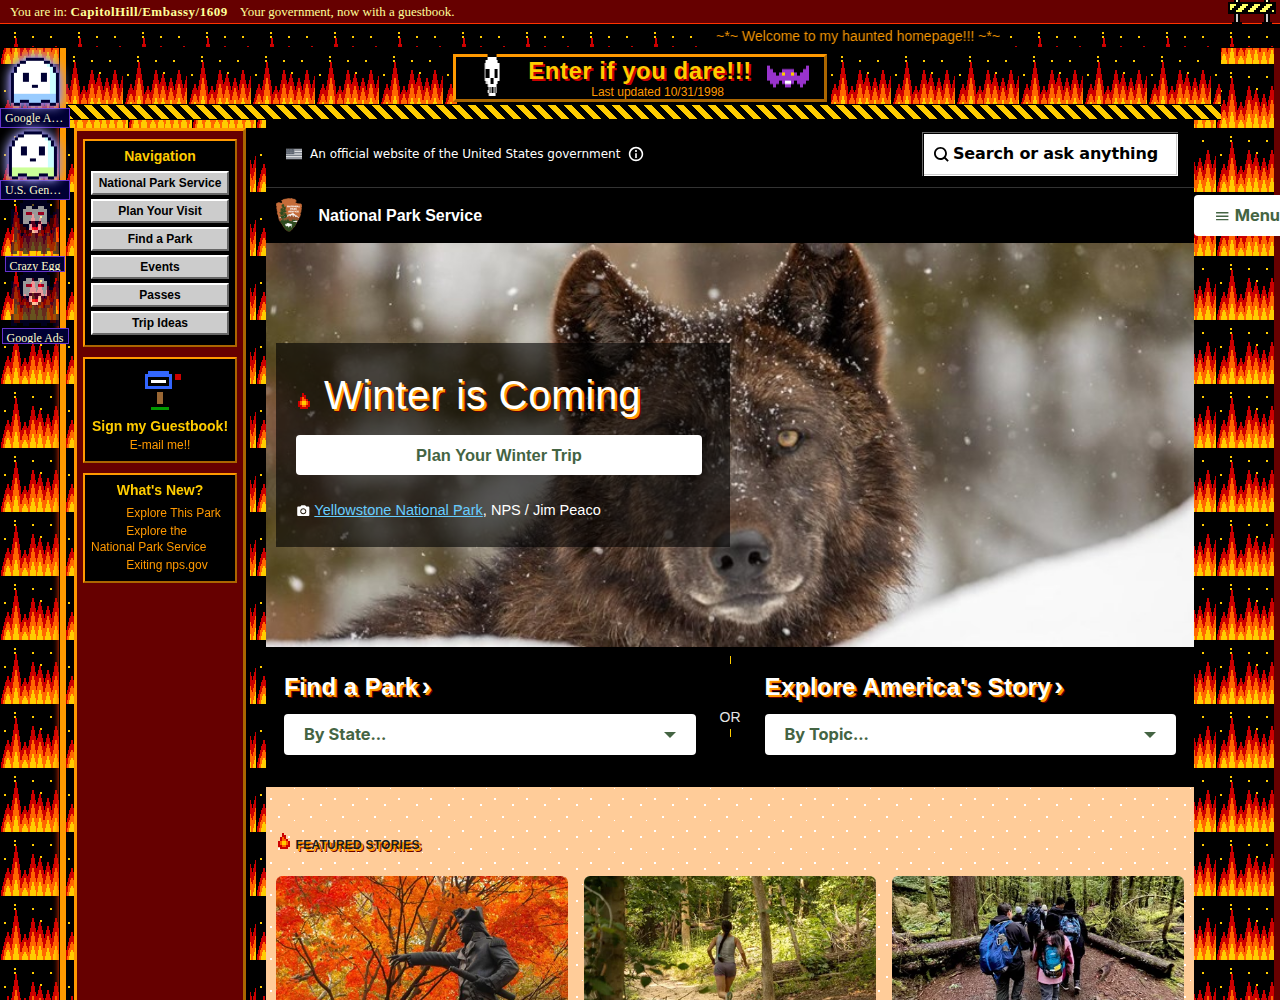 You are in: CapitolHill/Embassy/1609 Your government, now with a guestbook.
~*~ Welcome to my haunted homepage!!! ~*~
Enter if you dare!!!
Last updated 10/31/1998
Google A…
U.S. Gen…
Crazy Egg
Google Ads
Navigation
National Park Service
Plan Your Visit
Find a Park
Events
Passes
Trip Ideas
Sign my Guestbook!
E-mail me!!
What's New?
Explore This Park
Explore the
National Park Service
Exiting nps.gov
An official website of the United States government
Search or ask anything
National Park Service
Menu
Winter is Coming
Plan Your Winter Trip
Yellowstone National Park, NPS / Jim Peaco
Find a Park›
By State...
OR
Explore America's Story›
By Topic...
FEATURED STORIES